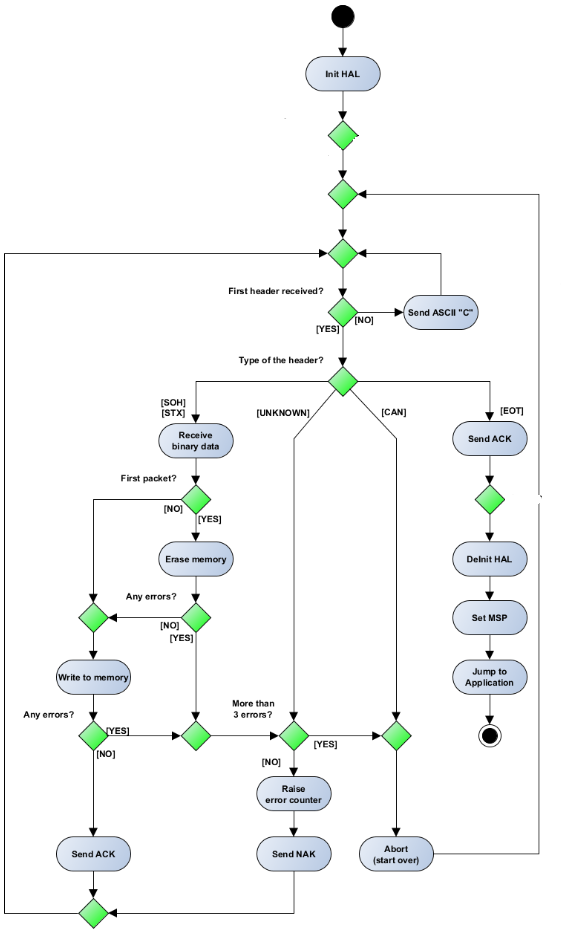 Init HAL
First header received?
[NO]
[YES]
Send ASCII "C"
Type of the header?
[SOH]
[STX]
[UNKNOWN]
[CAN]
[EOT]
Receive
binary data
Send ACK
First packet?
[NO]
[YES]
Erase memory
DeInit HAL
Any errors?
[NO]
[YES]
Set MSP
Write to memory
Jump to
Application
Any errors?
[YES]
[NO]
More than
3 errors?
[YES]
[NO]
Raise
error counter
Send ACK
Send NAK
Abort
(start over)